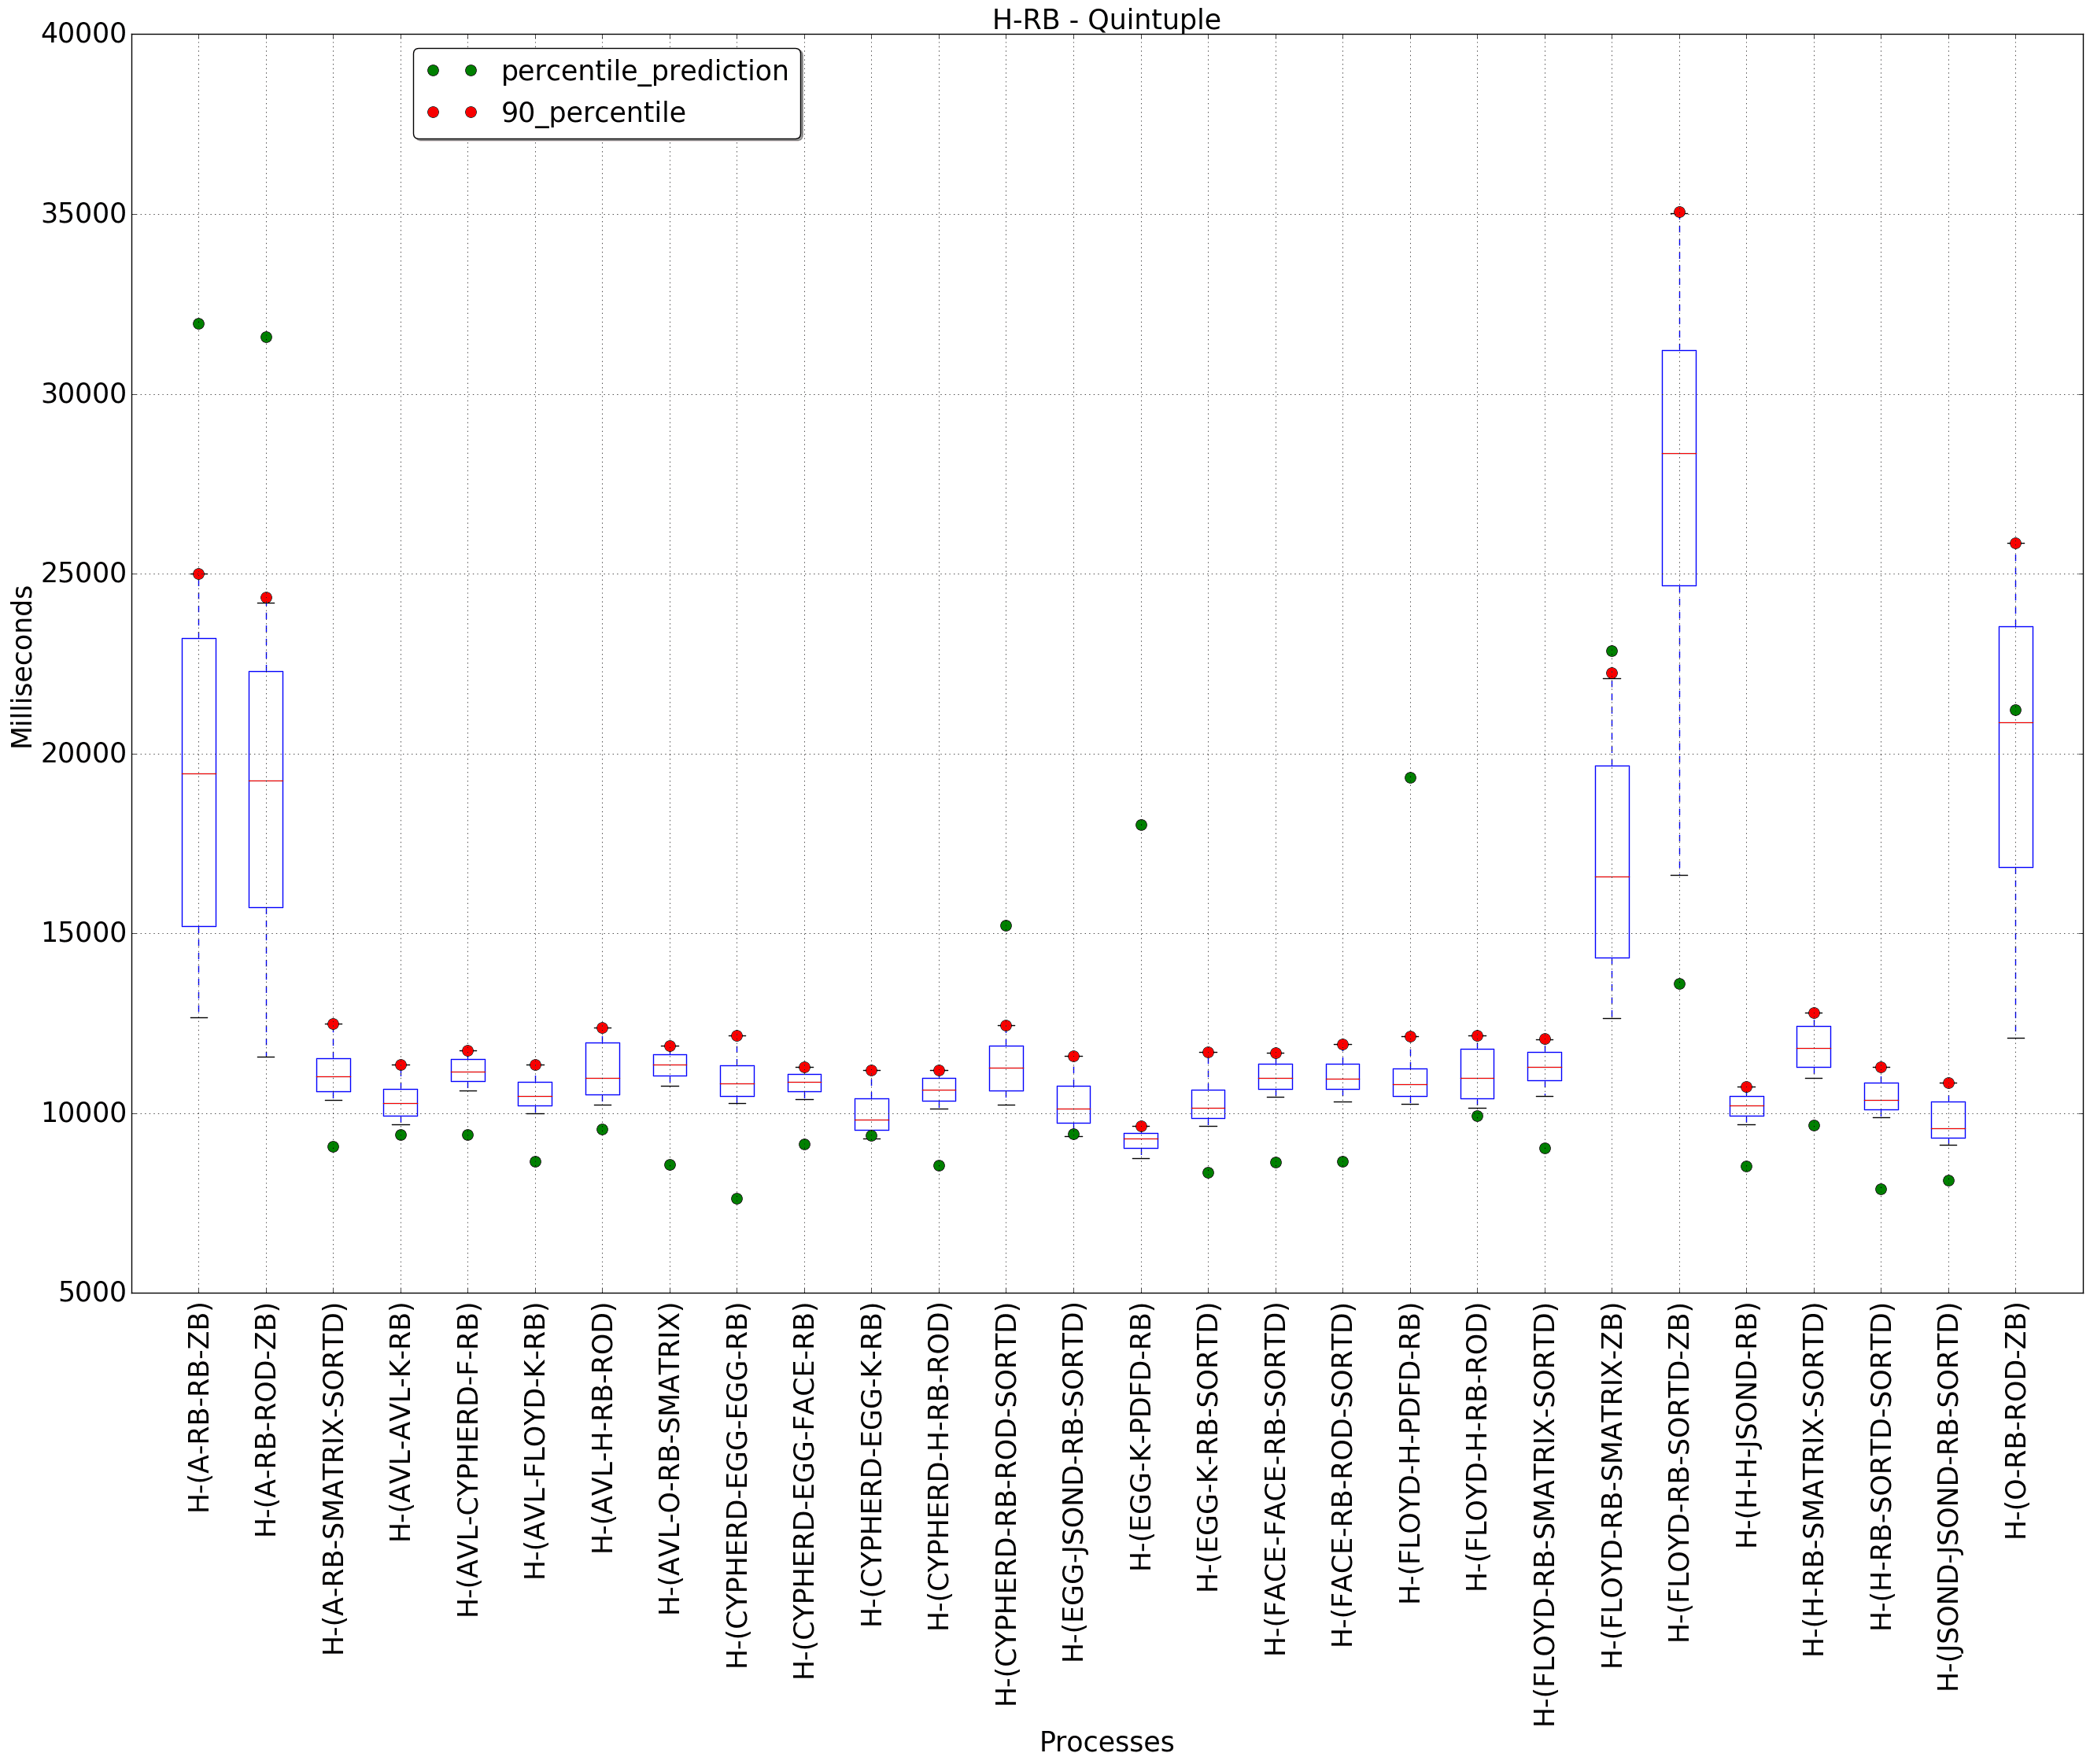 H-RB - Quintuple
percentile_prediction
90_percentile
40000
35000
30000
25000
20000
15000
10000
5000
Milliseconds
H-(A-RB-RB-ZB)
H-(A-RB-ROD-ZB)
H-(A-RB-SMATRIX-SORTD)
H-(AVL-AVL-K-RB)
H-(AVL-CYPHERD-F-RB)
H-(AVL-FLOYD-K-RB)
H-(AVL-H-RB-ROD)
H-(AVL-O-RB-SMATRIX)
H-(CYPHERD-EGG-EGG-RB)
H-(CYPHERD-EGG-FACE-RB)
H-(CYPHERD-EGG-K-RB)
H-(CYPHERD-H-RB-ROD)
H-(CYPHERD-RB-ROD-SORTD)
H-(EGG-JSOND-RB-SORTD)
H-(EGG-K-PDFD-RB)
H-(EGG-K-RB-SORTD)
H-(FACE-FACE-RB-SORTD)
H-(FACE-RB-ROD-SORTD)
H-(FLOYD-H-PDFD-RB)
H-(FLOYD-H-RB-ROD)
H-(FLOYD-RB-SMATRIX-SORTD)
H-(FLOYD-RB-SMATRIX-ZB)
H-(FLOYD-RB-SORTD-ZB)
H-(H-H-JSOND-RB)
H-(H-RB-SMATRIX-SORTD)
H-(H-RB-SORTD-SORTD)
H-(JSOND-JSOND-RB-SORTD)
H-(O-RB-ROD-ZB)
Processes